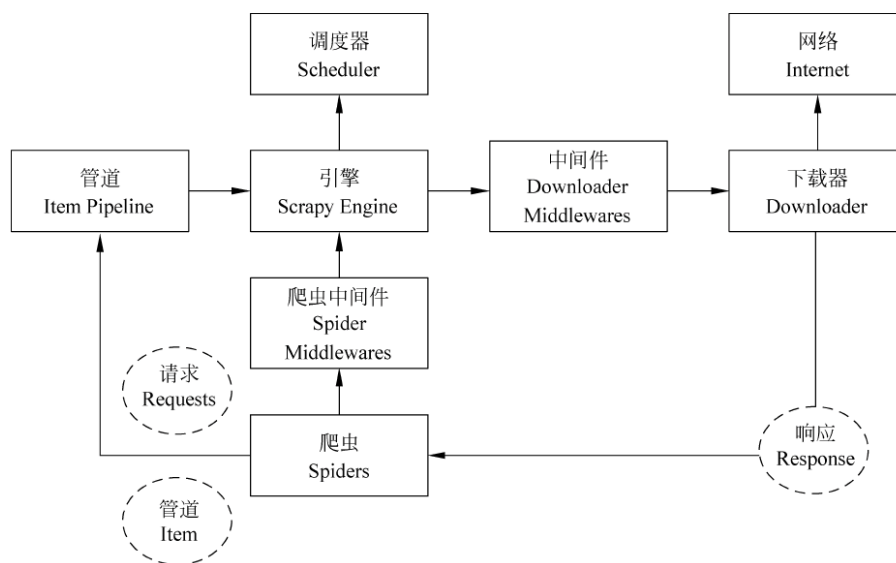 调度器
Scheduler
网络
Internet
管道
Item Pipeline
引擎
Scrapy Engine
中间件
Downloader
Middlewares
下载器
Downloader
爬虫中间件
Spider
Middlewares
请求
Requests
爬虫
Spiders
响应
Response
管道
Item